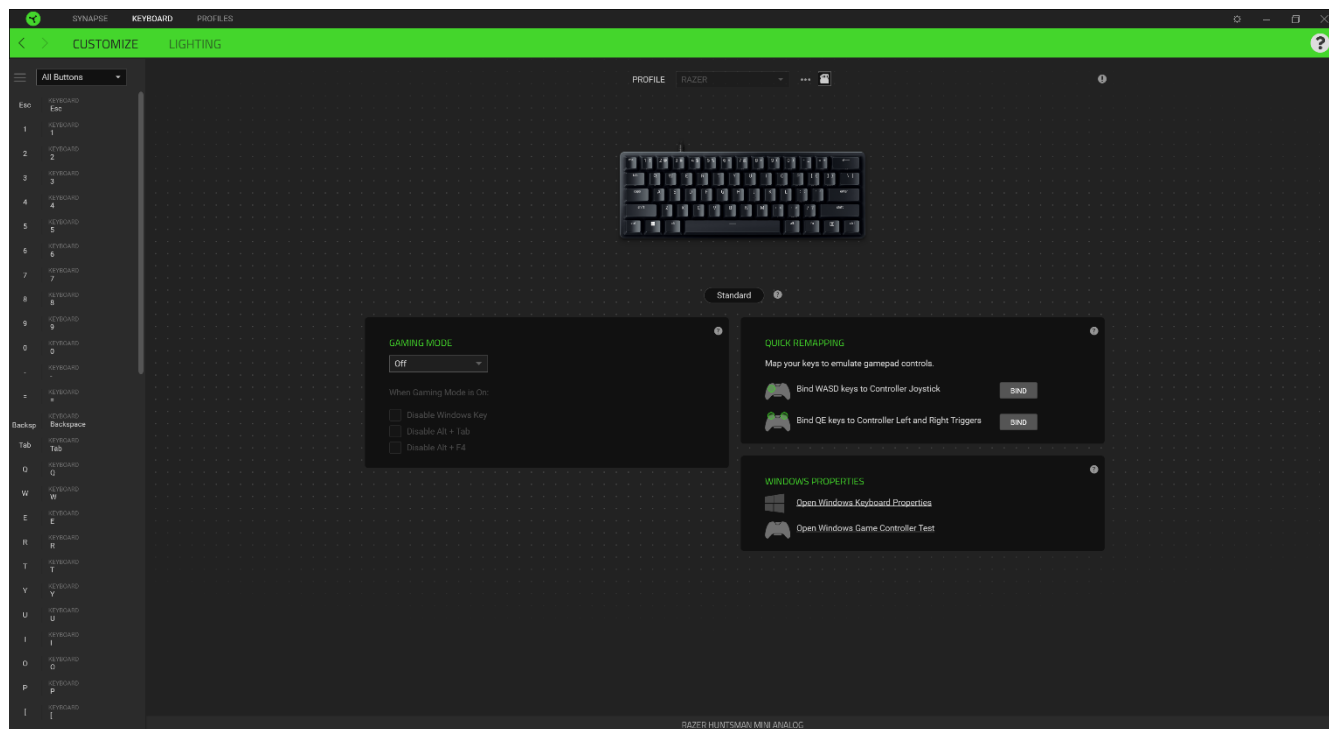 SYNAPSE KEYBOARD PROFILES
CUSTOMIZE LIGHTING
All Buttons
PROFILE RAZER
Esc KEYBOARD
Esc
1 KEYBOARD
1
2 KEYBOARD
2
3 KEYBOARD
3
4 KEYBOARD
4
5 KEYBOARD
5
6 KEYBOARD
6
7 KEYBOARD
7
8 KEYBOARD
8
9 KEYBOARD
9
0 KEYBOARD
0
- KEYBOARD
-
= KEYBOARD
=
Backsp KEYBOARD
Backspace
Tab KEYBOARD
Tab
Q KEYBOARD
Q
W KEYBOARD
W
E KEYBOARD
E
R KEYBOARD
R
T KEYBOARD
T
Y KEYBOARD
Y
U KEYBOARD
U
I KEYBOARD
I
O KEYBOARD
O
P KEYBOARD
P
[ KEYBOARD
[
Standard
GAMING MODE
Off
When Gaming Mode is On:
Disable Windows Key
Disable Alt + Tab
Disable Alt + F4
QUICK REMAPPING
Map your keys to emulate gamepad controls.
Bind WASD keys to Controller Joystick BIND
Bind QE keys to Controller Left and Right Triggers BIND
WINDOWS PROPERTIES
Open Windows Keyboard Properties
Open Windows Game Controller Test
RAZER HUNTSMAN MINI ANALOG